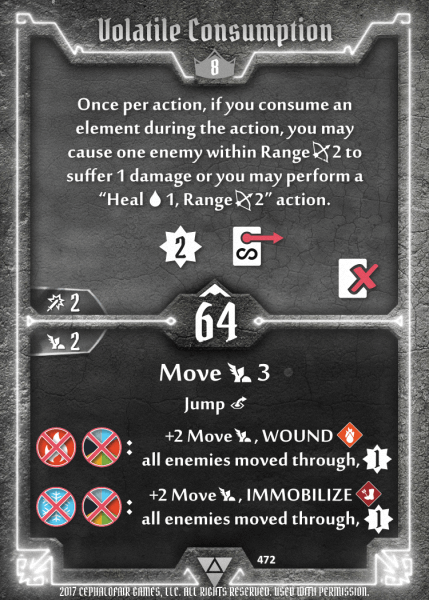 Volatile Consumption
8
Once per action, if you consume an
element during the action, you may
cause one enemy within Range 2 to
suffer 1 damage or you may perform a
“Heal 1, Range 2” action.
2
2
64
2
Move 3
Jump
: +2 Move, WOUND
all enemies moved through, 1
: +2 Move, IMMOBILIZE
all enemies moved through, 1
472
2017 CEPHALOFAIR GAMES, LLC. ALL RIGHTS RESERVED. USED WITH PERMISSION.